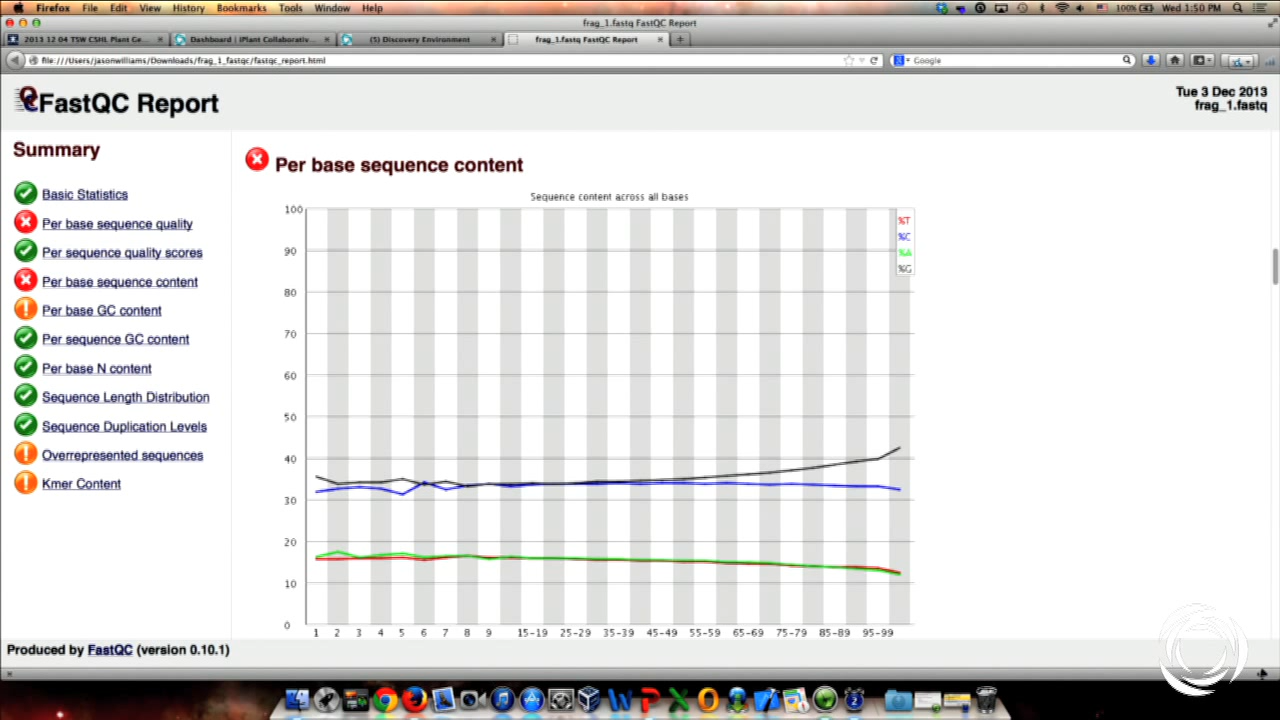 Firefox File Edit View History Bookmarks Tools Window Help 100% Wed 1:50 PM
frag_1.fastq FastQC Report
2013 12 04 TSW CSHL Plant Ge... Dashboard | iPlant Collaborativ... (5) Discovery Environment frag_1.fastq FastQC Report
file:///Users/jasonwilliams/Downloads/frag_1_fastqc/fastqc_report.html Google
FastQC Report
Tue 3 Dec 2013
frag_1.fastq
Summary
Basic Statistics
Per base sequence quality
Per sequence quality scores
Per base sequence content
Per base GC content
Per sequence GC content
Per base N content
Sequence Length Distribution
Sequence Duplication Levels
Overrepresented sequences
Kmer Content
Per base sequence content
Sequence content across all bases
%T
%C
%A
%G
100
90
80
70
60
50
40
30
20
10
0
1 2 3 4 5 6 7 8 9 15-19 25-29 35-39 45-49 55-59 65-69 75-79 85-89 95-99
Produced by FastQC (version 0.10.1)